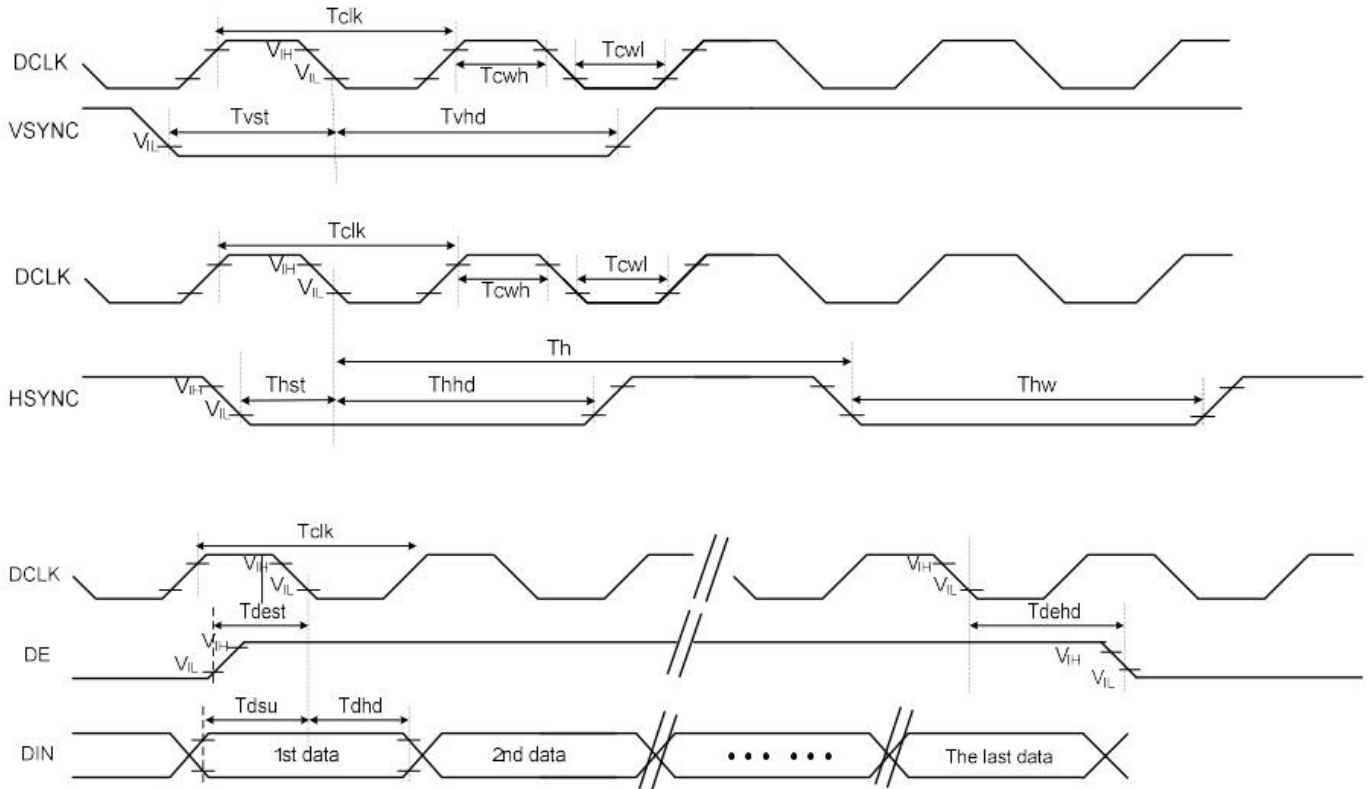 Tclk
DCLK
VIH
VIL
Tcwh
Tcwl
VSYNC
VIL
Tvst
Tvhd
Tclk
DCLK
VIH
VIL
Tcwh
Tcwl
Th
HSYNC
VIH
VIL
Thst
Thhd
Thw
Tclk
DCLK
VIH
VIL
VIH
VIL
Tdest
Tdehd
DE
VIH
VIL
VIH
VIL
Tdsu
Tdhd
DIN
1st data
2nd data
••• •••
The last data